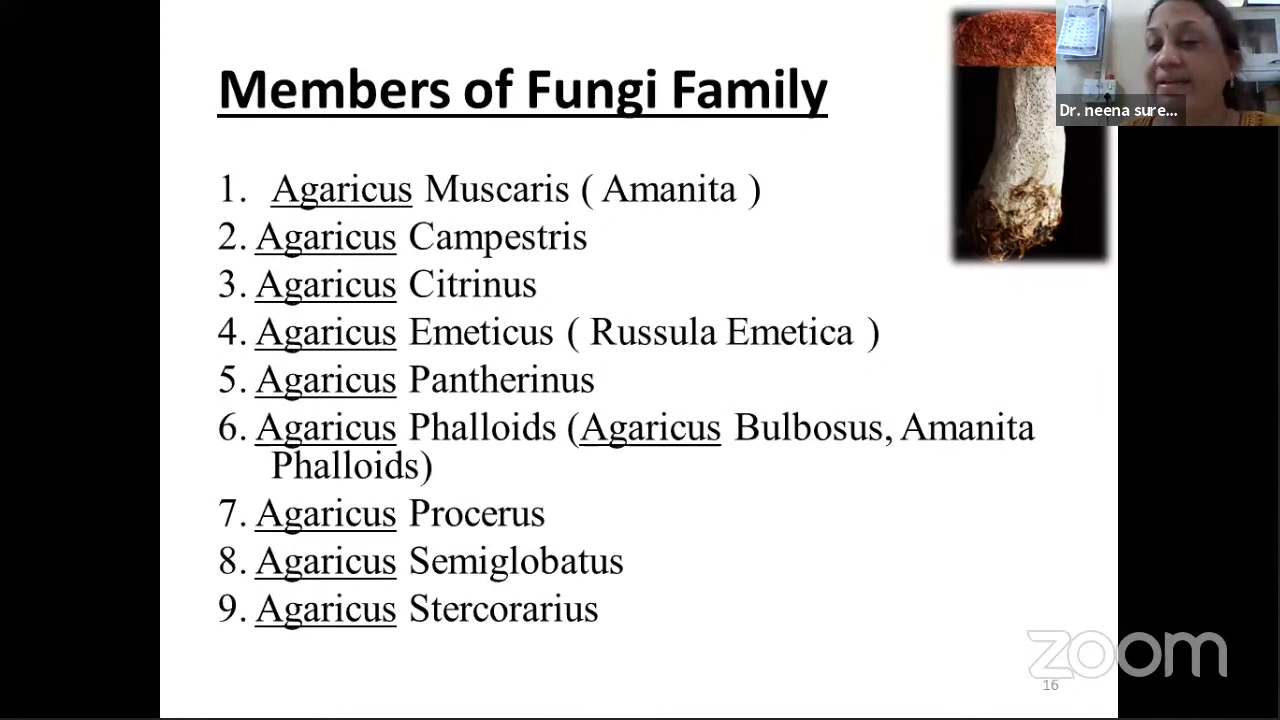 Members of Fungi Family
Dr. neena sure...
1. Agaricus Muscaris ( Amanita )
2. Agaricus Campestris
3. Agaricus Citrinus
4. Agaricus Emeticus ( Russula Emetica )
5. Agaricus Pantherinus
6. Agaricus Phalloids (Agaricus Bulbosus, Amanita
Phalloids)
7. Agaricus Procerus
8. Agaricus Semiglobatus
9. Agaricus Stercorarius
zoom
16